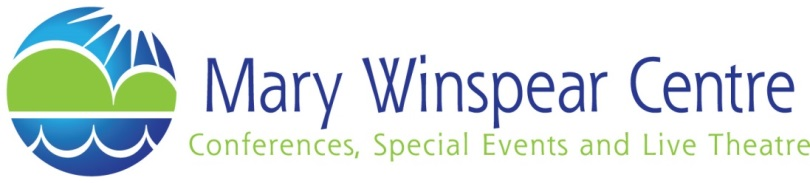 Mary Winspear Centre
Conferences, Special Events and Live Theatre